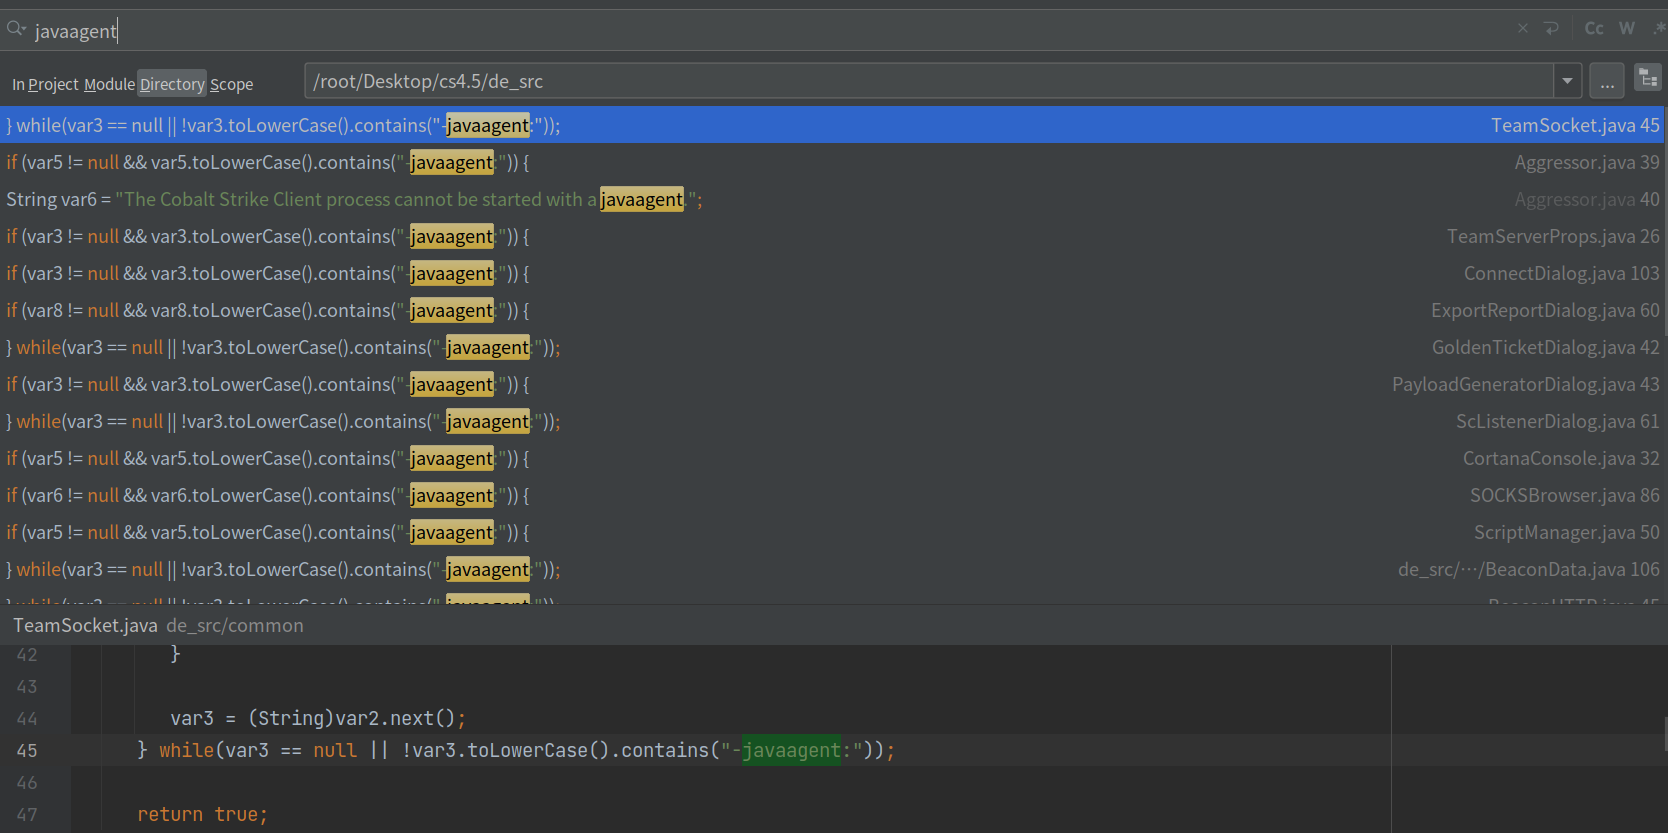 javaagent
Cc W .*
In Project Module Directory Scope /root/Desktop/cs4.5/de_src ...
} while(var3 == null || !var3.toLowerCase().contains("-javaagent:")); TeamSocket.java 45
if (var5 != null && var5.toLowerCase().contains("-javaagent:")) { Aggressor.java 39
String var6 = "The Cobalt Strike Client process cannot be started with a javaagent."; Aggressor.java 40
if (var3 != null && var3.toLowerCase().contains("-javaagent:")) { TeamServerProps.java 26
if (var3 != null && var3.toLowerCase().contains("-javaagent:")) { ConnectDialog.java 103
if (var8 != null && var8.toLowerCase().contains("-javaagent:")) { ExportReportDialog.java 60
} while(var3 == null || !var3.toLowerCase().contains("-javaagent:")); GoldenTicketDialog.java 42
if (var3 != null && var3.toLowerCase().contains("-javaagent:")) { PayloadGeneratorDialog.java 43
} while(var3 == null || !var3.toLowerCase().contains("-javaagent:")); ScListenerDialog.java 61
if (var5 != null && var5.toLowerCase().contains("-javaagent:")) { CortanaConsole.java 32
if (var6 != null && var6.toLowerCase().contains("-javaagent:")) { SOCKSBrowser.java 86
if (var5 != null && var5.toLowerCase().contains("-javaagent:")) { ScriptManager.java 50
} while(var3 == null || !var3.toLowerCase().contains("-javaagent:")); de_src/…/BeaconData.java 106
TeamSocket.java de_src/common
42 }
43
44 var3 = (String)var2.next();
45 } while(var3 == null || !var3.toLowerCase().contains("-javaagent:"));
46
47 return true;